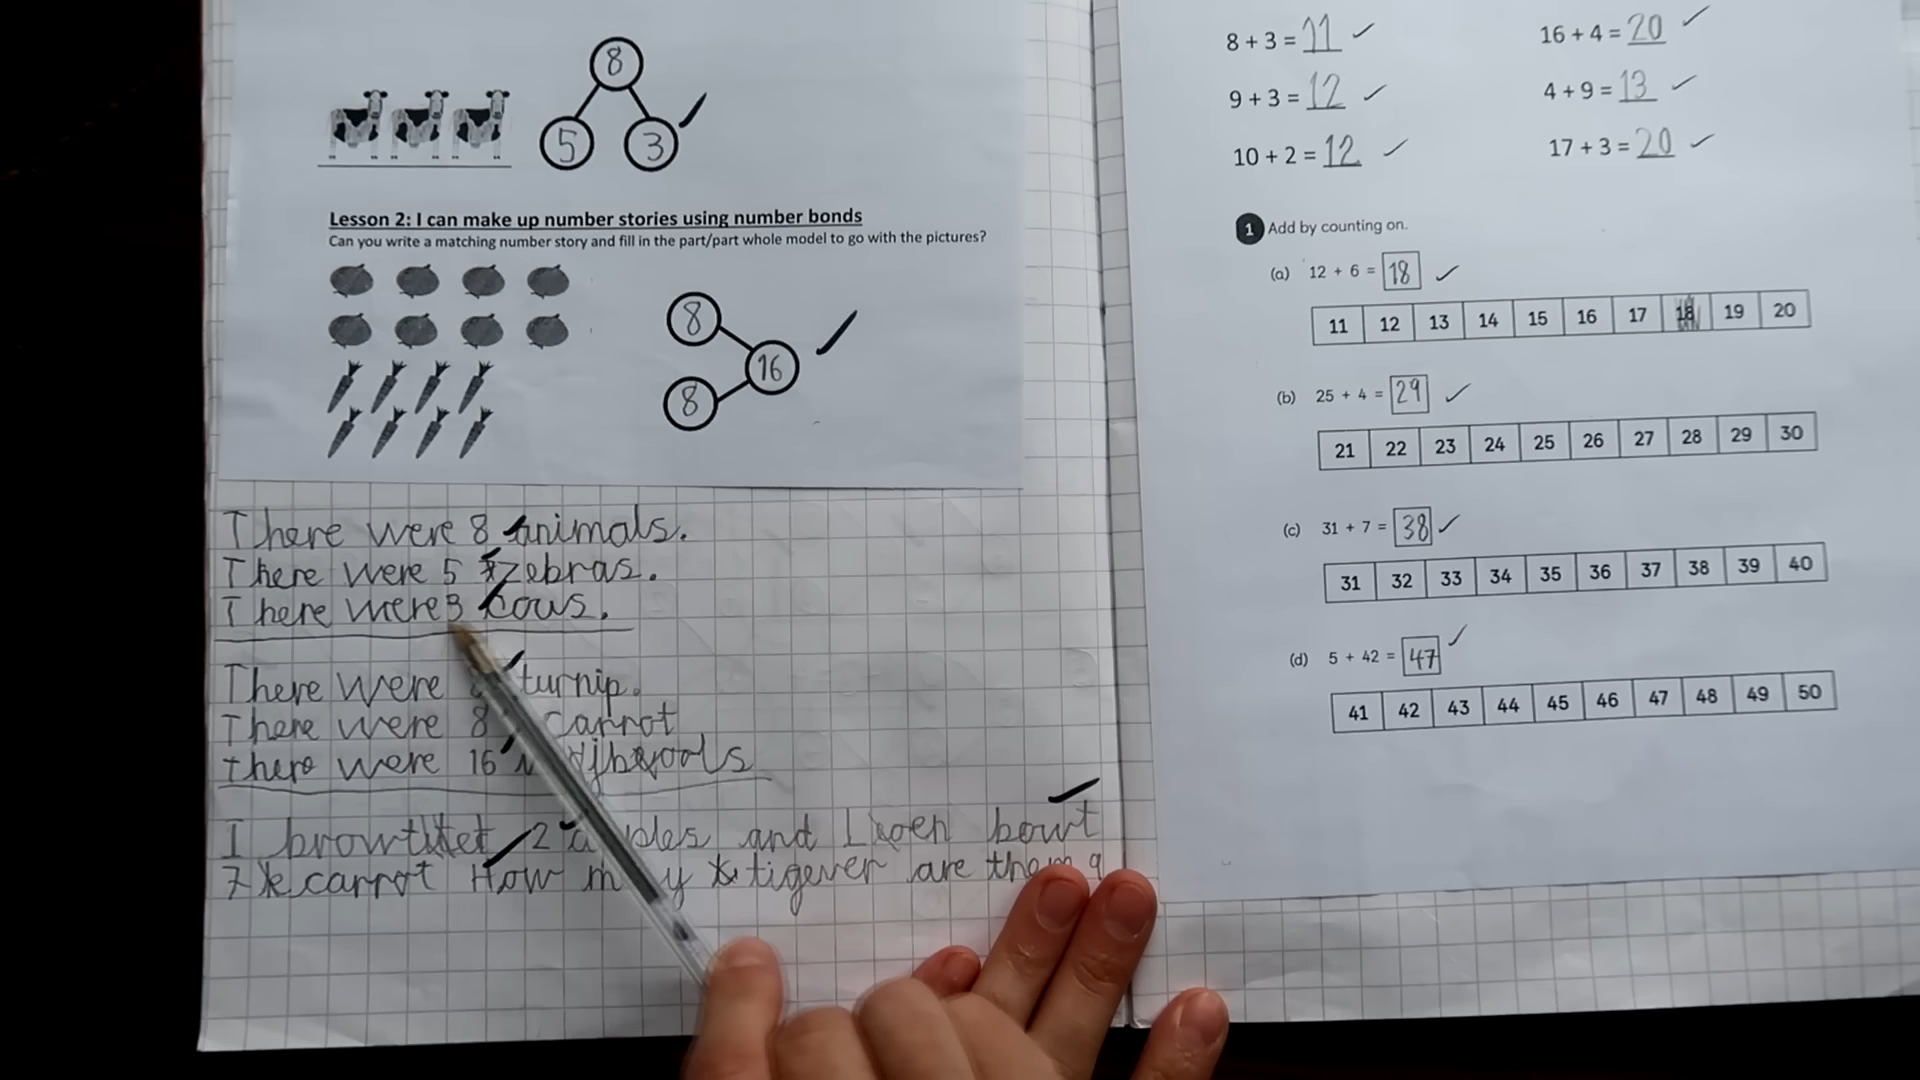 8
5 3
Lesson 2: I can make up number stories using number bonds
Can you write a matching number story and fill in the part/part whole model to go with the pictures?
8
16
8
There were 8 animals.
There were 5 zebras.
There were 3 cows.
There were turnip.
There were 8 carrot
there were 16
I 2 and bowt
7 carrot How tigever are them
8 + 3 = 11
9 + 3 = 12
10 + 2 = 12
16 + 4 = 20
4 + 9 = 13
17 + 3 = 20
1 Add by counting on.
(a) 12 + 6 = 18
11 12 13 14 15 16 17 18 19 20
(b) 25 + 4 = 29
21 22 23 24 25 26 27 28 29 30
(c) 31 + 7 = 38
31 32 33 34 35 36 37 38 39 40
(d) 5 + 42 = 47
41 42 43 44 45 46 47 48 49 50